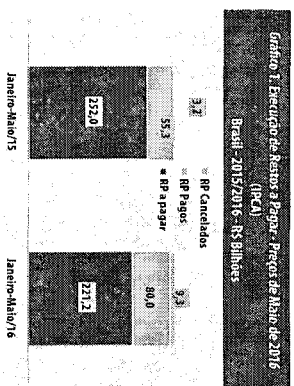 Gráfico 1. Execução de Restos a Pagar - Preços de Maio de 2016
(IPCA)
Brasil - 2015/2016 - R$ Bilhões
RP Cancelados
RP Pagos
RP a pagar
3,2
55,3
252,0
9,3
80,0
221,2
Janeiro-Maio/15
Janeiro-Maio/16